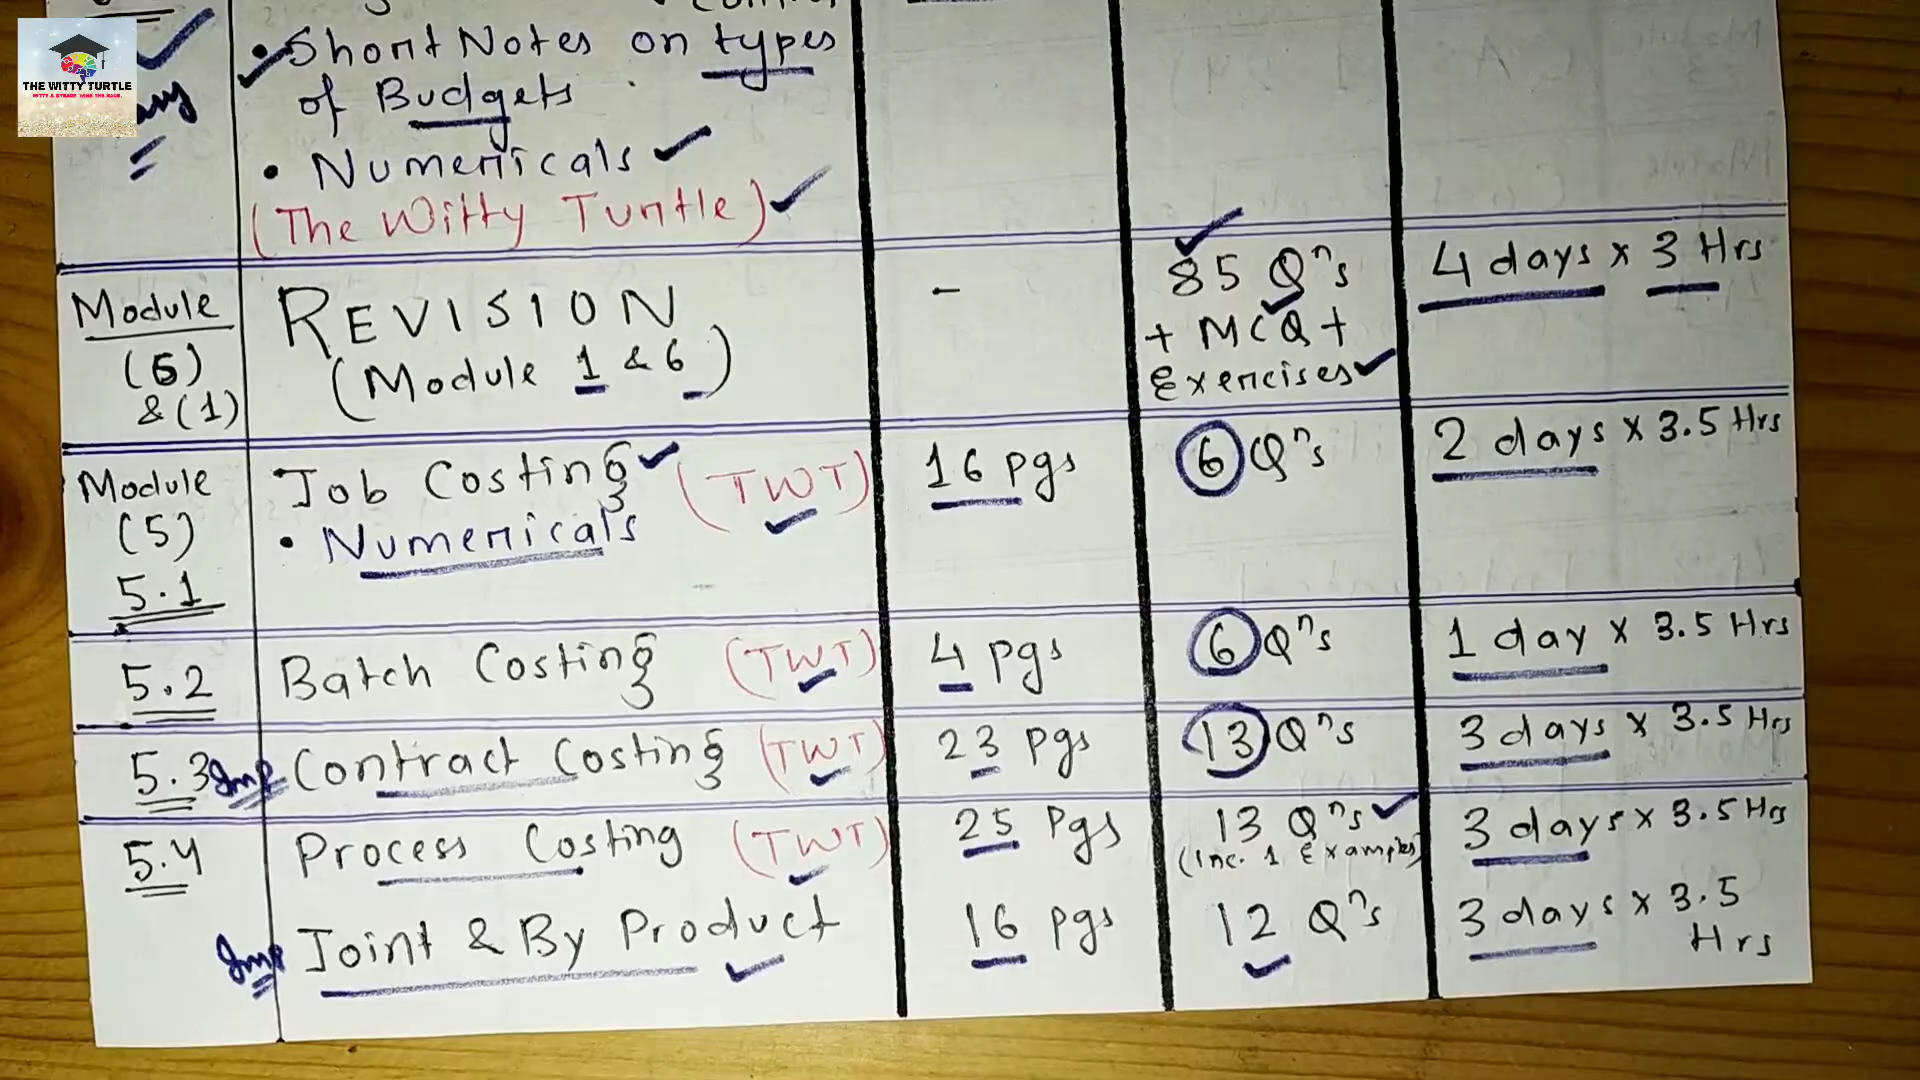 THE WITTY TURTLE
• Short Notes on types
of Budgets
• Numericals
(The Witty Turtle)
Module
(6)
& (1)
REVISION
(Module 1 & 6)
-
85 Qns
+ MCQ +
Exercises
4 days x 3 Hrs
Module
(5)
5.1
Job Costing (TWT)
• Numericals
16 pgs
6 Qns
2 days x 3.5 Hrs
5.2
Batch Costing (TWT)
4 pgs
6 Qns
1 day x 3.5 Hrs
5.3 Imp
Contract Costing (TWT)
23 pgs
13 Qns
3 days x 3.5 Hrs
5.4
Process Costing (TWT)
25 Pgs
13 Qns
(Inc. 1 Examples)
3 days x 3.5 Hrs
Imp
Joint & By Product
16 pgs
12 Qns
3 days x 3.5
Hrs